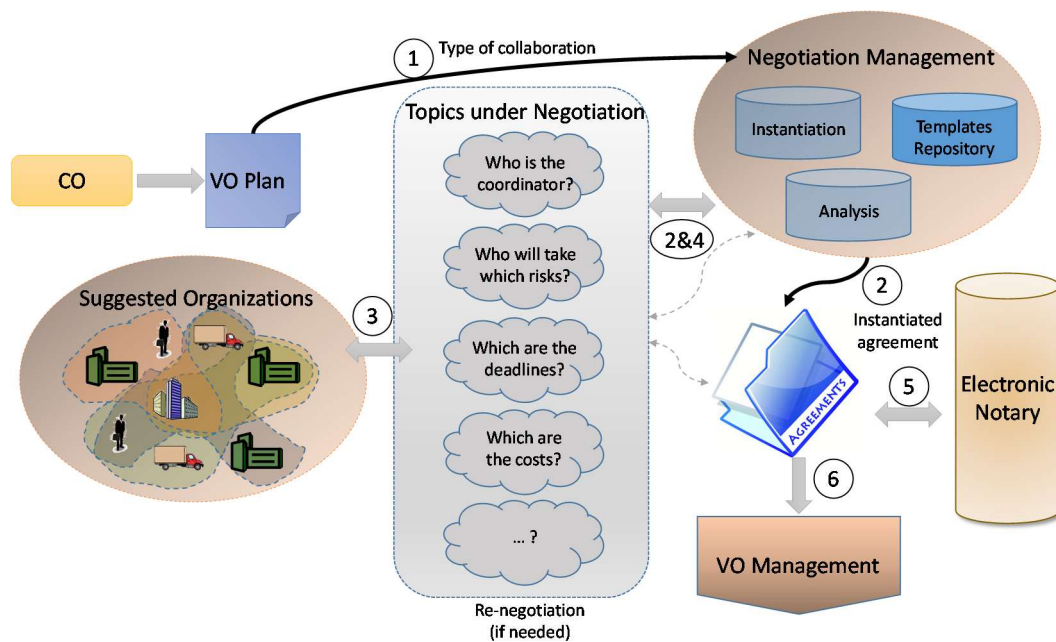 1
Type of collaboration
Negotiation Management
Instantiation
Templates
Repository
Analysis
CO
VO Plan
Topics under Negotiation
Who is the
coordinator?
Who will take
which risks?
Which are the
deadlines?
Which are
the costs?
... ?
Re-negotiation
(if needed)
2&4
2
Instantiated
agreement
Suggested Organizations
3
AGREEMENTS
5
Electronic
Notary
6
VO Management